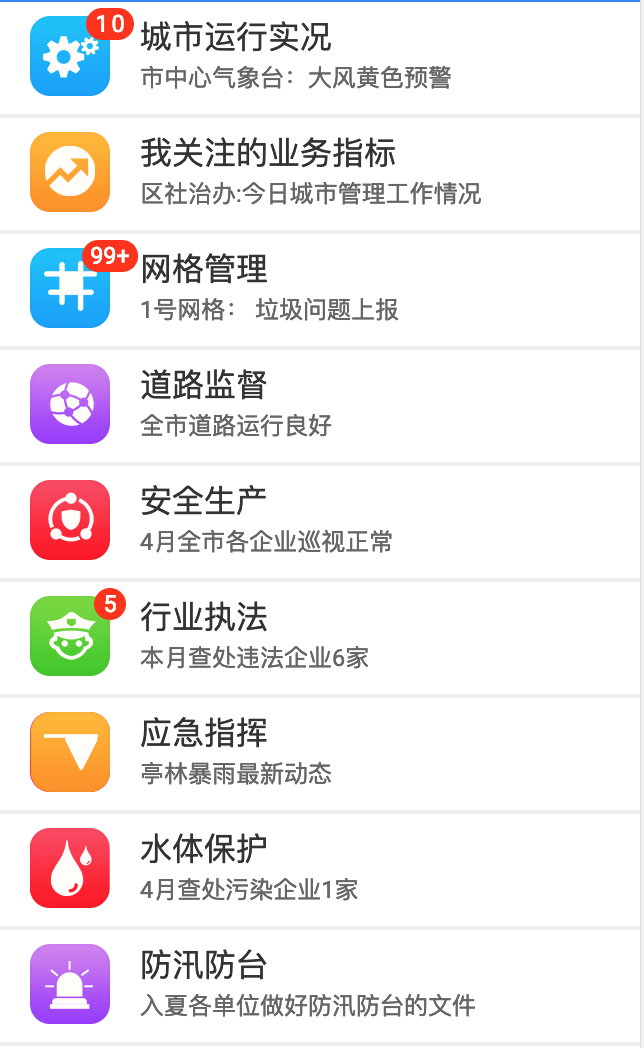 10
城市运行实况
市中心气象台：大风黄色预警
我关注的业务指标
区社治办:今日城市管理工作情况
99+
网格管理
1号网格： 垃圾问题上报
道路监督
全市道路运行良好
安全生产
4月全市各企业巡视正常
5
行业执法
本月查处违法企业6家
应急指挥
亭林暴雨最新动态
水体保护
4月查处污染企业1家
防汛防台
入夏各单位做好防汛防台的文件